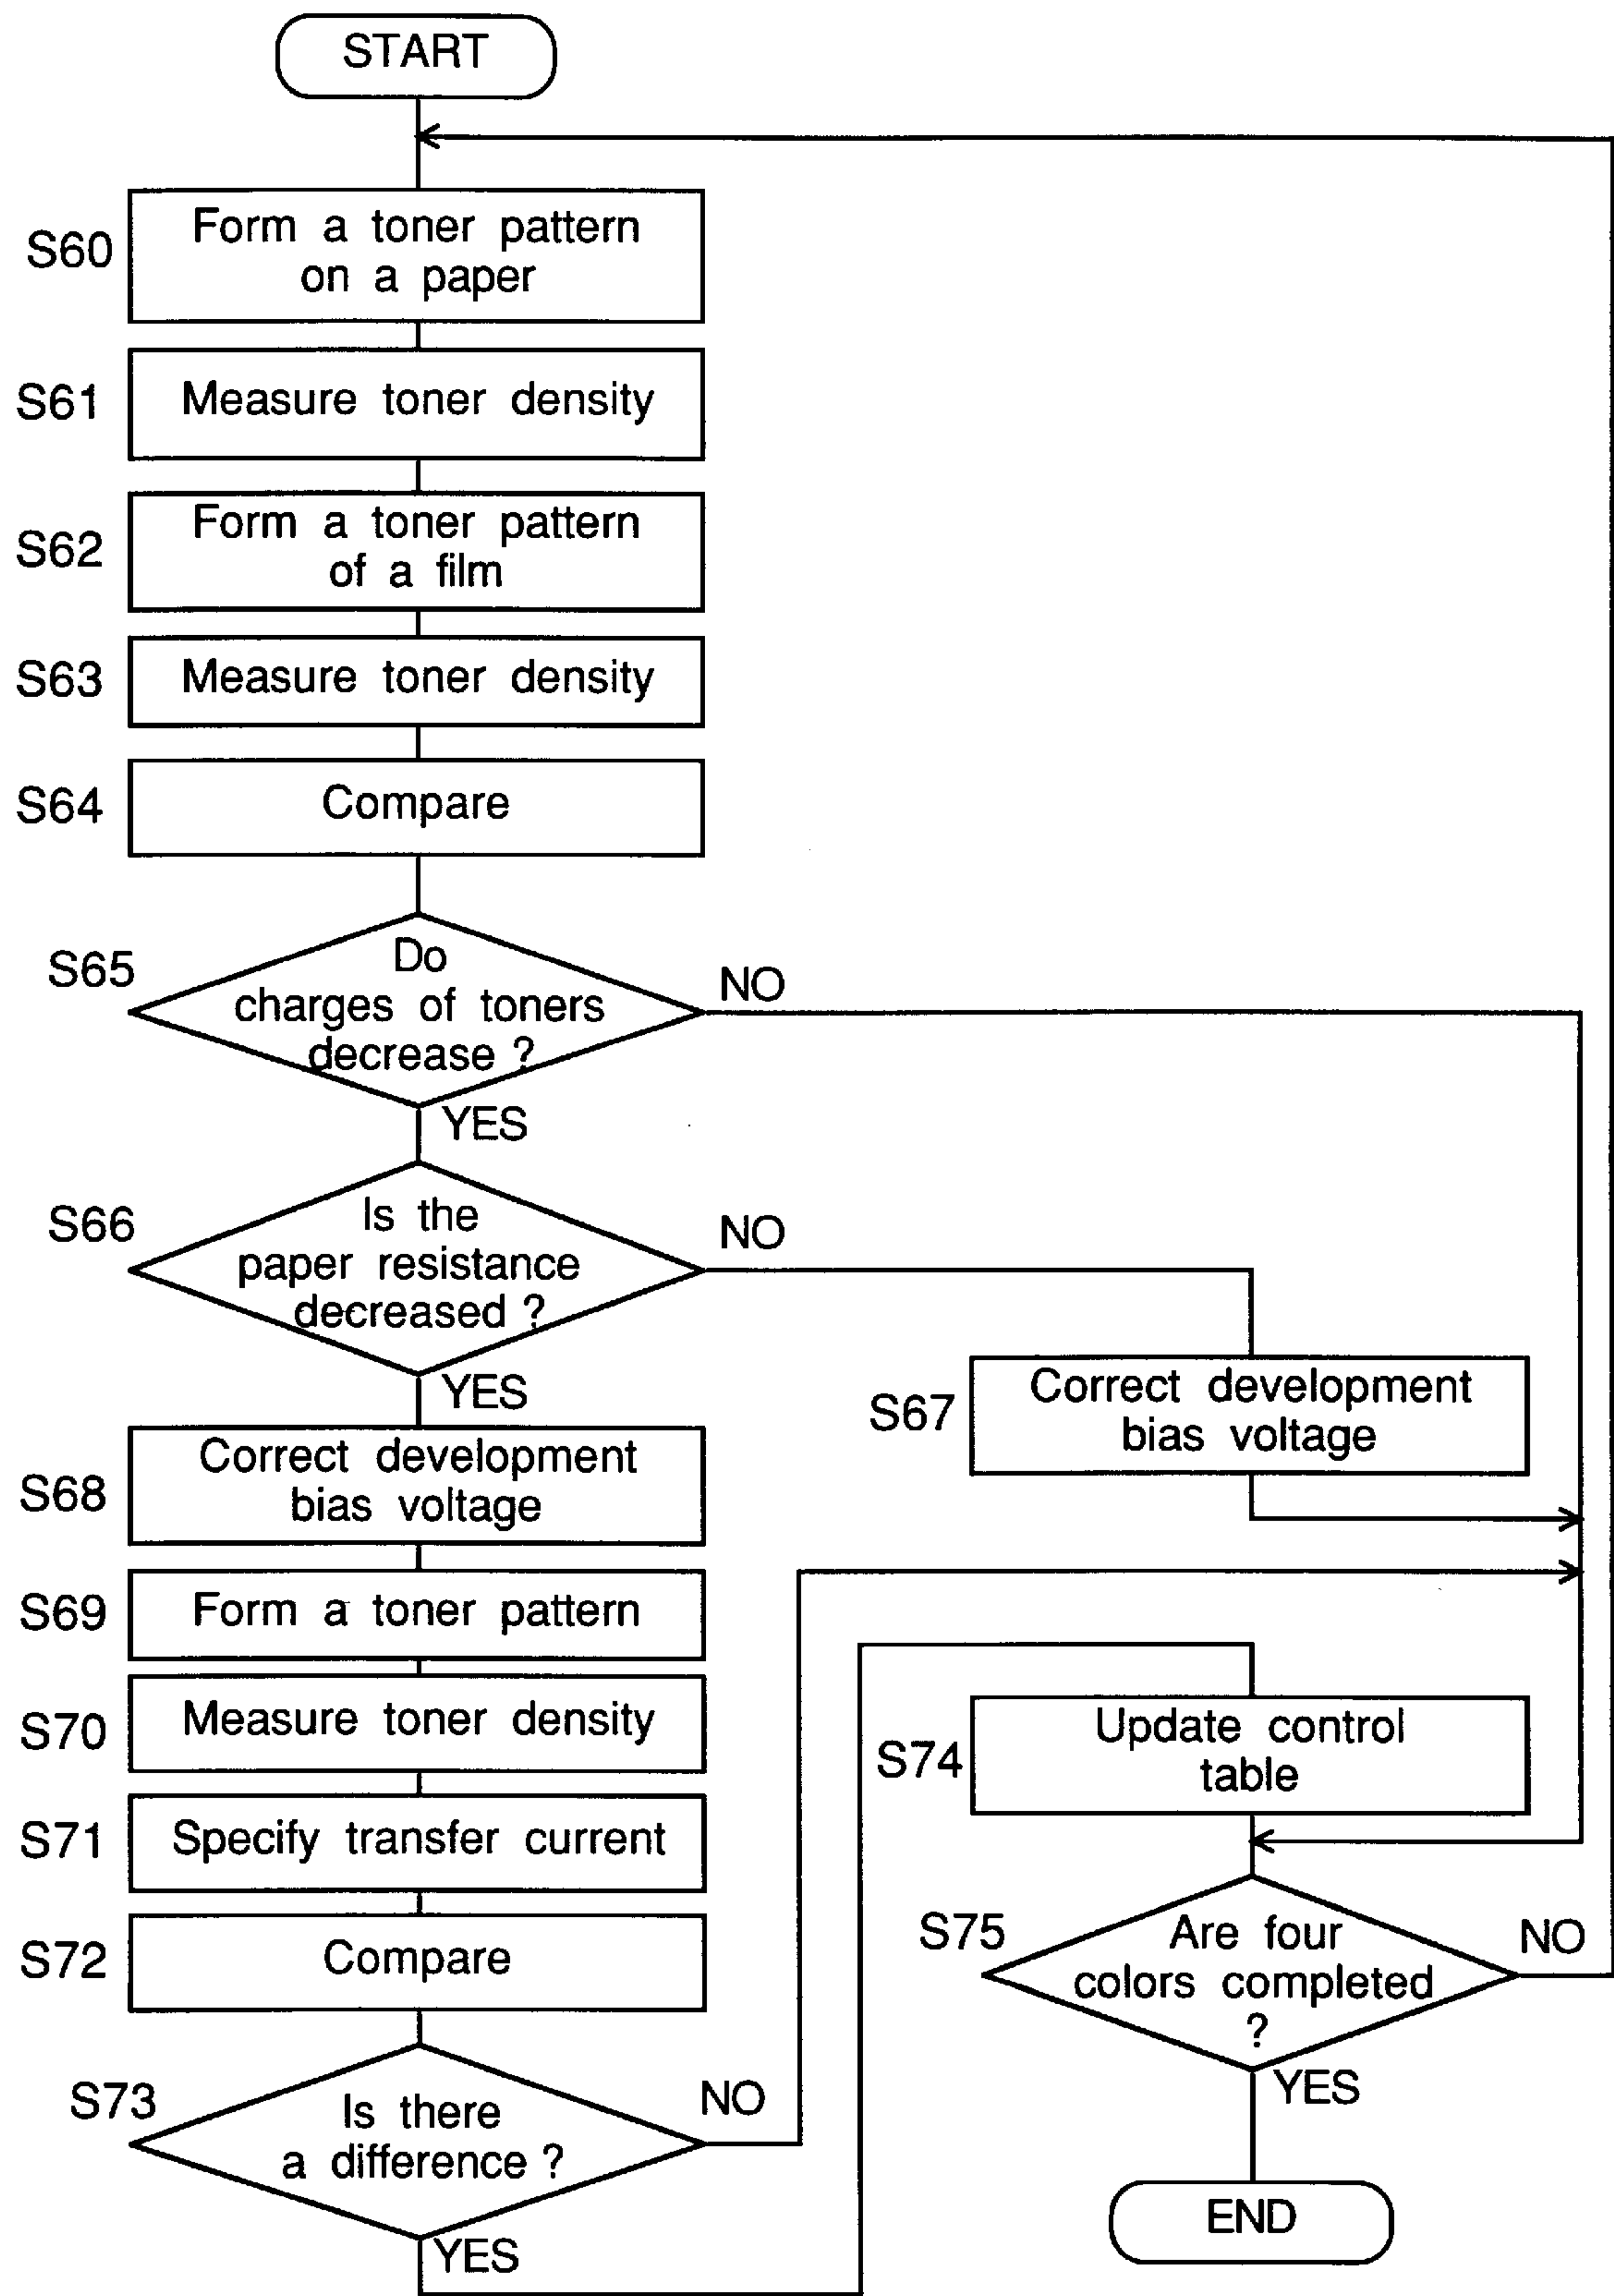 START
S60
Form a toner pattern
on a paper
S61
Measure toner density
S62
Form a toner pattern
of a film
S63
Measure toner density
S64
Compare
S65
Do
charges of toners
decrease ?
NO
YES
S66
Is the
paper resistance
decreased ?
NO
YES
S67
Correct development
bias voltage
S68
Correct development
bias voltage
S69
Form a toner pattern
S70
Measure toner density
S71
Specify transfer current
S72
Compare
S73
Is there
a difference ?
NO
YES
S74
Update control
table
S75
Are four
colors completed
?
NO
YES
END